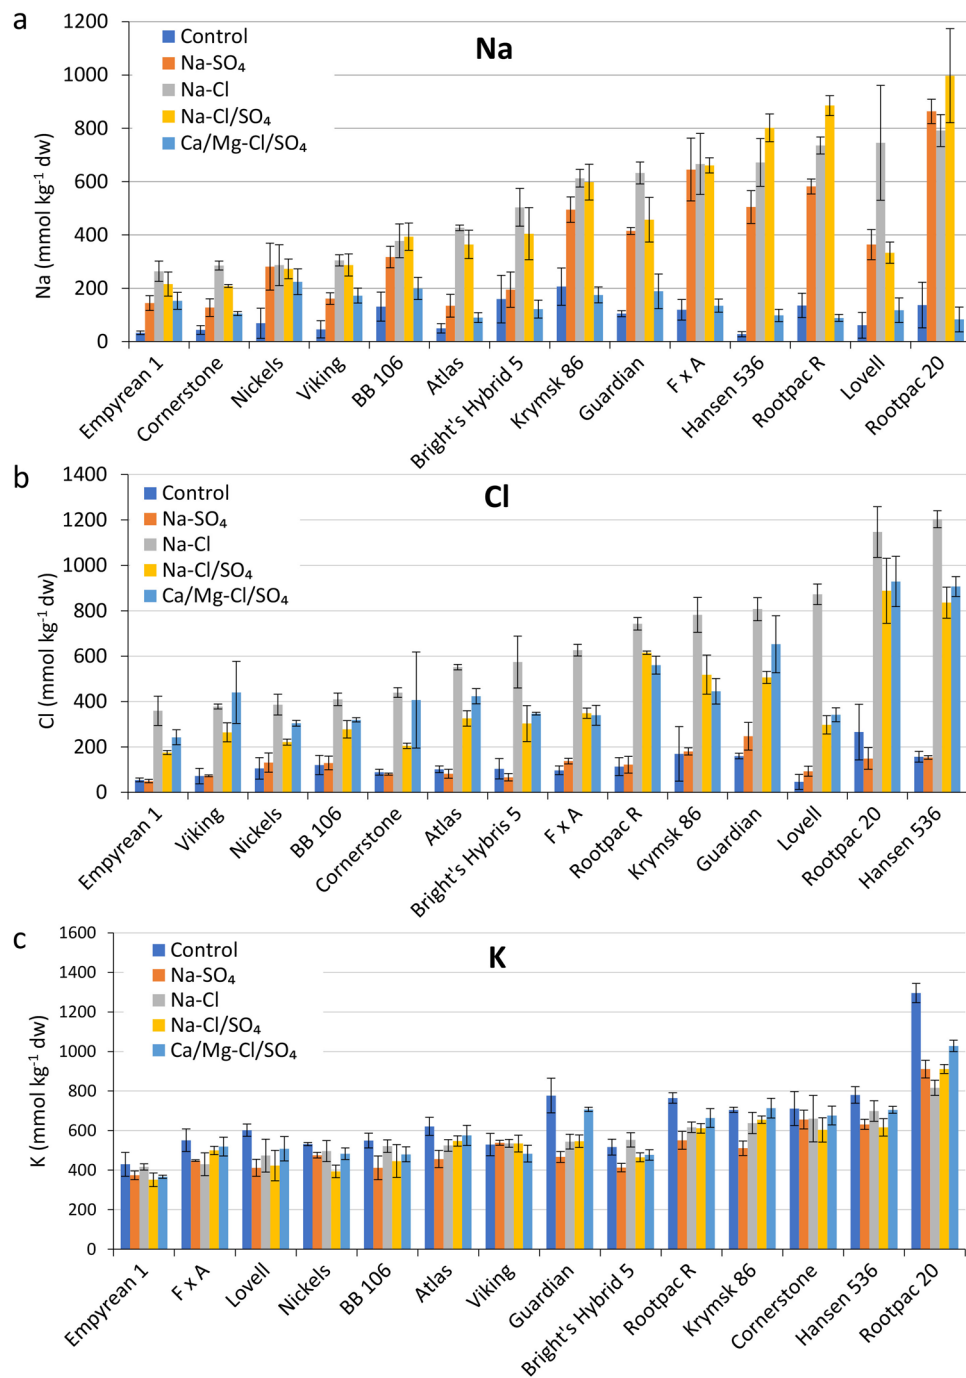 a
Na
Control
Na-SO₄
Na-Cl
Na-Cl/SO₄
Ca/Mg-Cl/SO₄
Na (mmol kg⁻¹ dw)
1200
1000
800
600
400
200
0
Empyrean 1
Cornerstone
Nickels
Viking
BB 106
Atlas
Bright's Hybrid 5
Krymsk 86
Guardian
F x A
Hansen 536
Rootpac R
Lovell
Rootpac 20
b
Cl
Control
Na-SO₄
Na-Cl
Na-Cl/SO₄
Ca/Mg-Cl/SO₄
Cl (mmol kg⁻¹ dw)
1400
1200
1000
800
600
400
200
0
Empyrean 1
Viking
Nickels
BB 106
Cornerstone
Atlas
Bright's Hybris 5
F x A
Rootpac R
Krymsk 86
Guardian
Lovell
Rootpac 20
Hansen 536
c
K
Control
Na-SO₄
Na-Cl
Na-Cl/SO₄
Ca/Mg-Cl/SO₄
K (mmol kg⁻¹ dw)
1600
1400
1200
1000
800
600
400
200
0
Empyrean 1
F x A
Lovell
Nickels
BB 106
Atlas
Viking
Guardian
Bright's Hybrid 5
Rootpac R
Krymsk 86
Cornerstone
Hansen 536
Rootpac 20